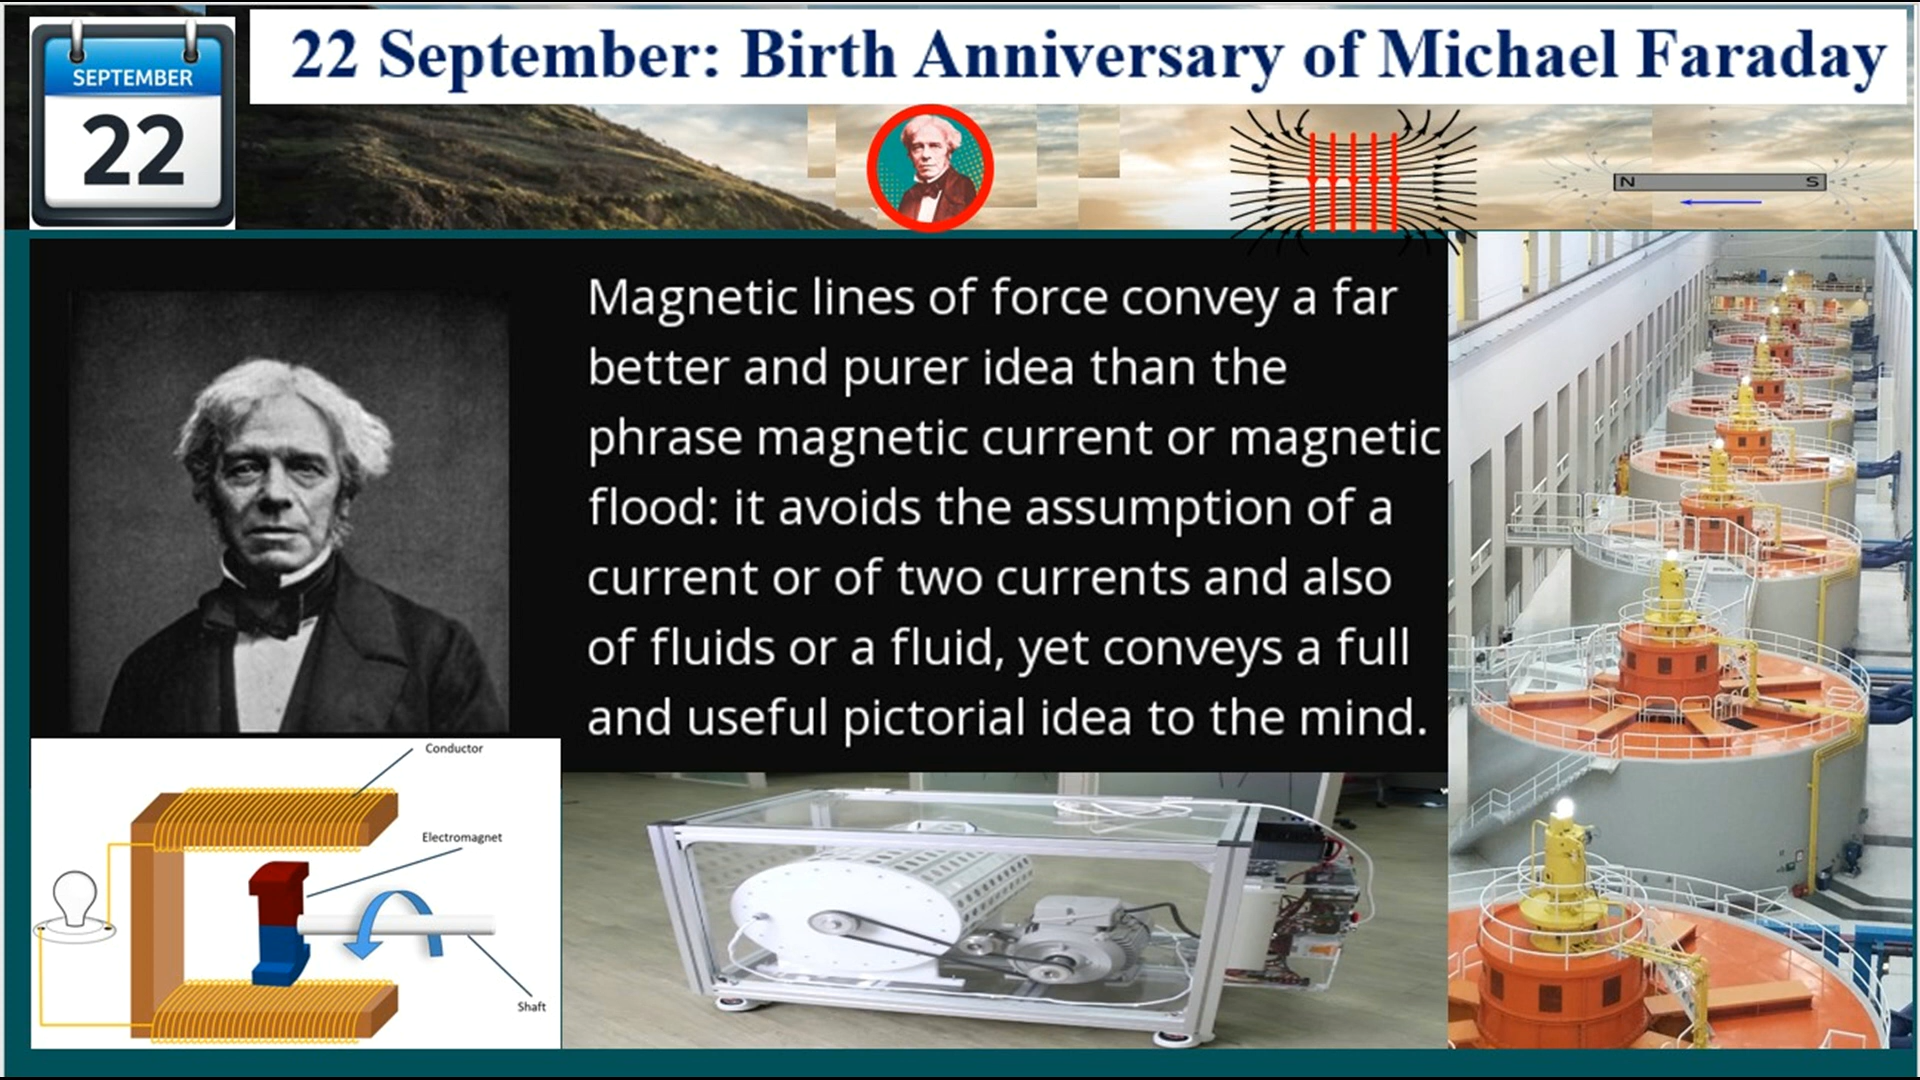 22 September: Birth Anniversary of Michael Faraday
SEPTEMBER
22
N
S
Magnetic lines of force convey a far
better and purer idea than the
phrase magnetic current or magnetic
flood: it avoids the assumption of a
current or of two currents and also
of fluids or a fluid, yet conveys a full
and useful pictorial idea to the mind.
Conductor
Electromagnet
Shaft